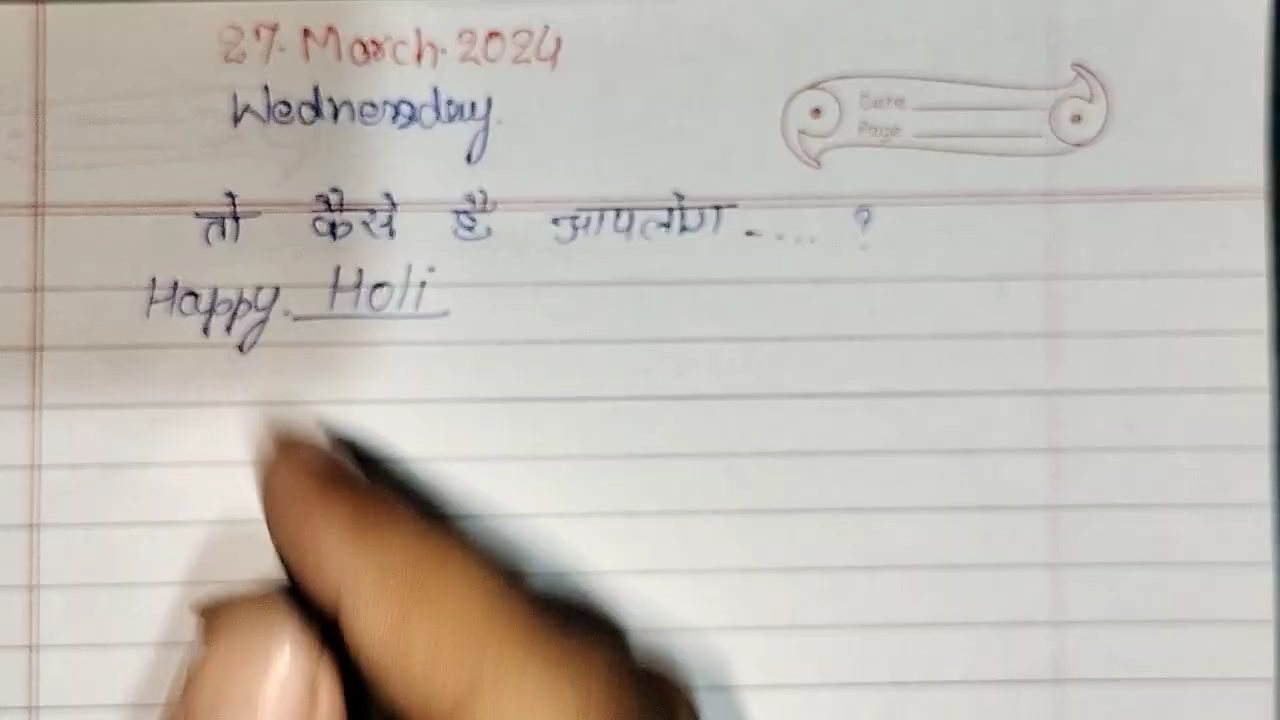 27. March. 2024
Wednesday.
Date
Page
तो कैसे है आपलोग ..... ?
Happy. Holi